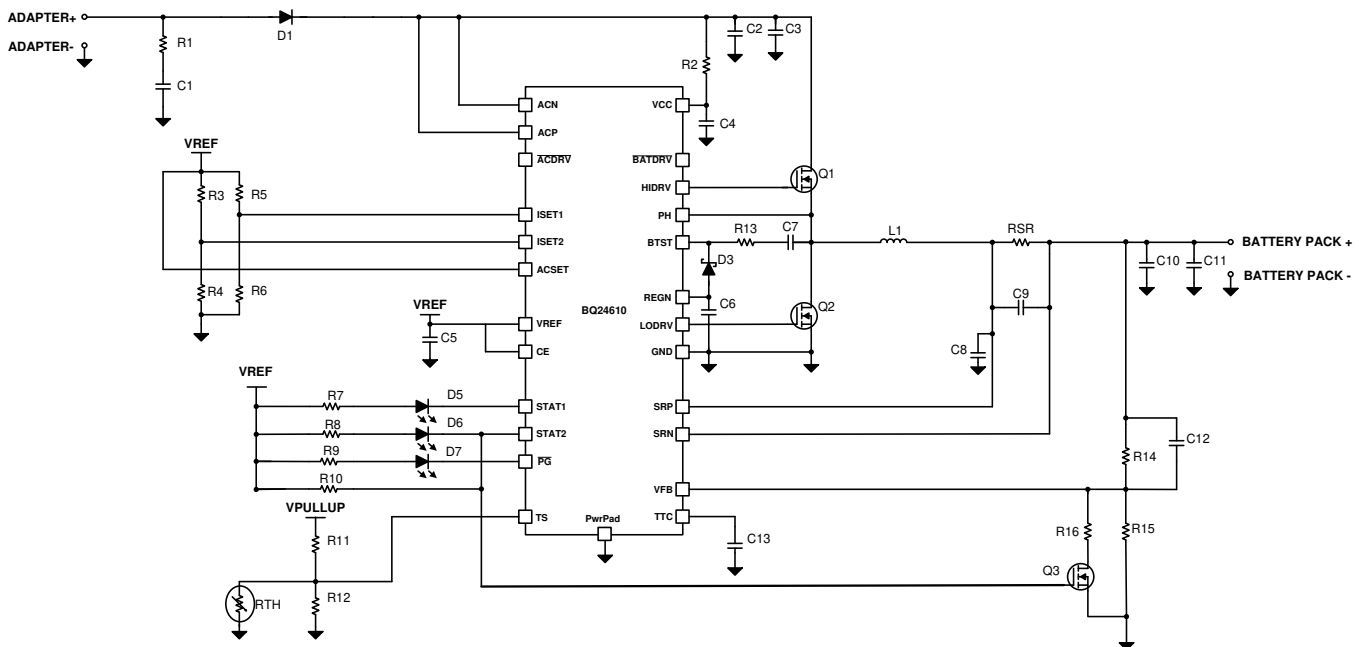 ADAPTER+
ADAPTER-
R1
C1
D1
R2
C2
C3
C4
ACN
ACP
ACDRV
ISET1
ISET2
ACSET
VREF
CE
STAT1
STAT2
PG
TS
BQ24610
PwrPad
VCC
BATDRV
HIDRV
PH
BTST
REGN
LODRV
GND
SRP
SRN
VFB
TTC
VREF
R3
R5
R4
R6
VREF
C5
VREF
R7
D5
R8
D6
R9
D7
R10
VPULLUP
R11
R12
RTH
Q1
R13
C7
D3
C6
Q2
L1
RSR
C9
C8
C10
C11
BATTERY PACK +
BATTERY PACK -
C12
R14
R15
R16
Q3
C13